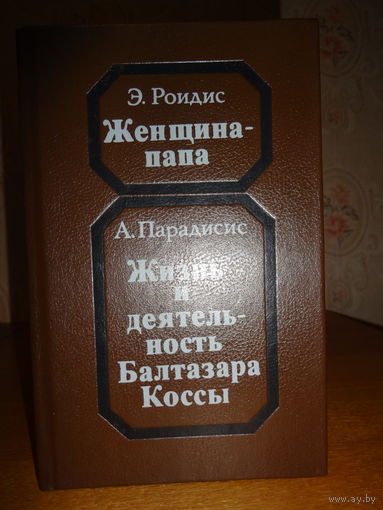 Э. Роидис
Женщина-
папа
А. Парадисис
Жизнь
и
деятель-
ность
Балтазара
Коссы
www.ay.by